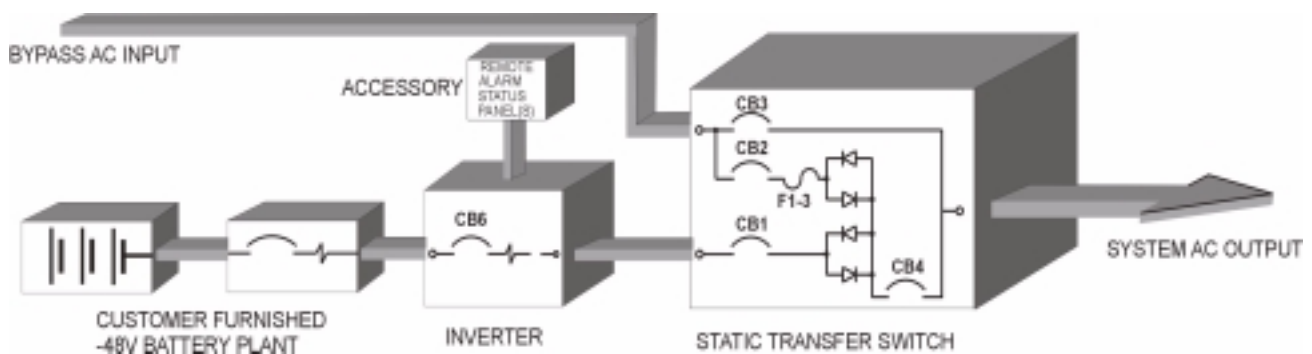 BYPASS AC INPUT
ACCESSORY
REMOTE
ALARM
STATUS
PANEL(8)
CB3
CB2
F1-3
CB6
CB1
CB4
SYSTEM AC OUTPUT
CUSTOMER FURNISHED
-48V BATTERY PLANT
INVERTER
STATIC TRANSFER SWITCH